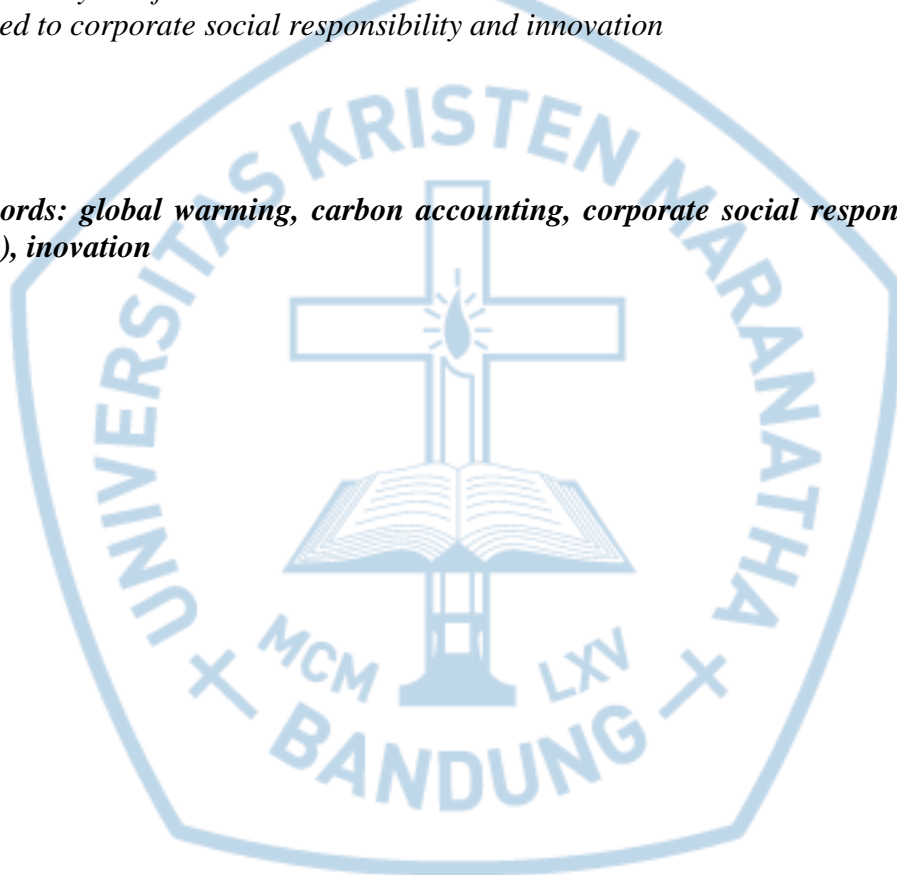 ed to corporate social responsibility and innovation
ords: global warming, carbon accounting, corporate social respon
), inovation
UNIVERSITAS KRISTEN MARANATHA
MCM LXV
BANDUNG